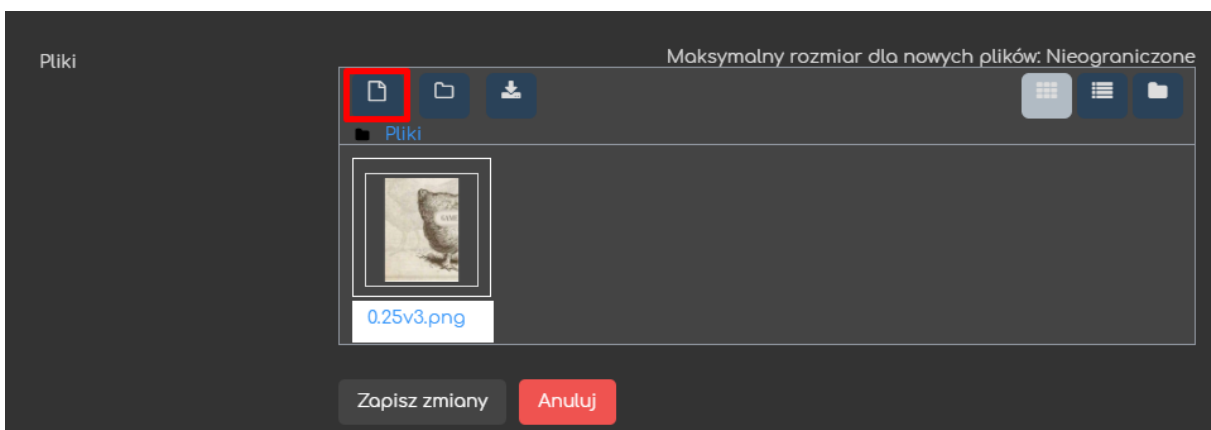 Pliki
Maksymalny rozmiar dla nowych plików: Nieograniczone
Pliki
0.25v3.png
Zapisz zmiany
Anuluj